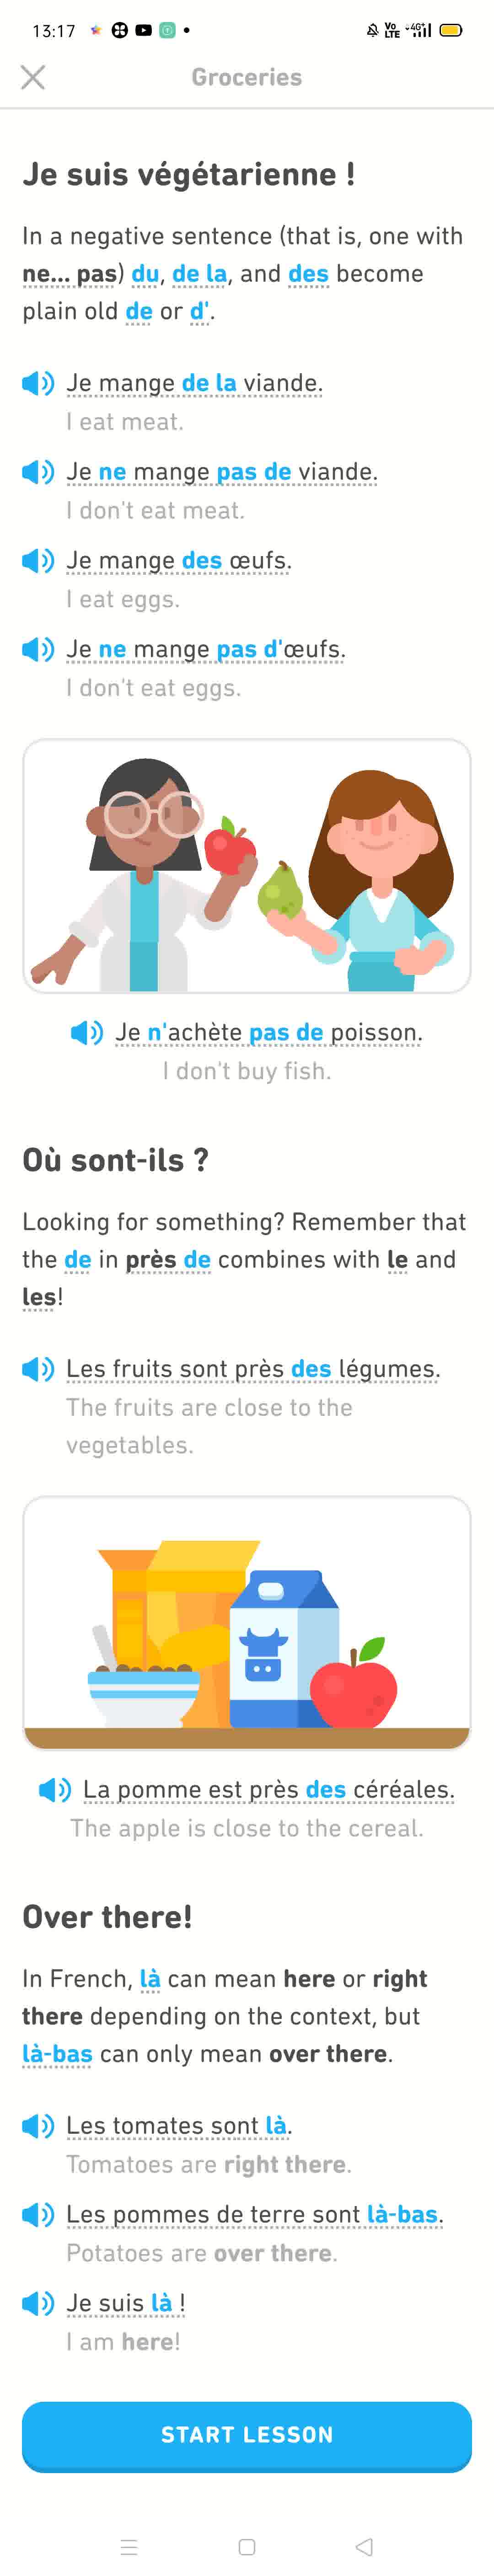 13:17
Vo
LTE
4G+
Groceries
Je suis végétarienne !
In a negative sentence (that is, one with
ne... pas) du, de la, and des become
plain old de or d'.
Je mange de la viande.
I eat meat.
Je ne mange pas de viande.
I don't eat meat.
Je mange des œufs.
I eat eggs.
Je ne mange pas d'œufs.
I don't eat eggs.
Je n'achète pas de poisson.
I don't buy fish.
Où sont-ils ?
Looking for something? Remember that
the de in près de combines with le and
les!
Les fruits sont près des légumes.
The fruits are close to the
vegetables.
La pomme est près des céréales.
The apple is close to the cereal.
Over there!
In French, là can mean here or right
there depending on the context, but
là-bas can only mean over there.
Les tomates sont là.
Tomatoes are right there.
Les pommes de terre sont là-bas.
Potatoes are over there.
Je suis là !
I am here!
START LESSON